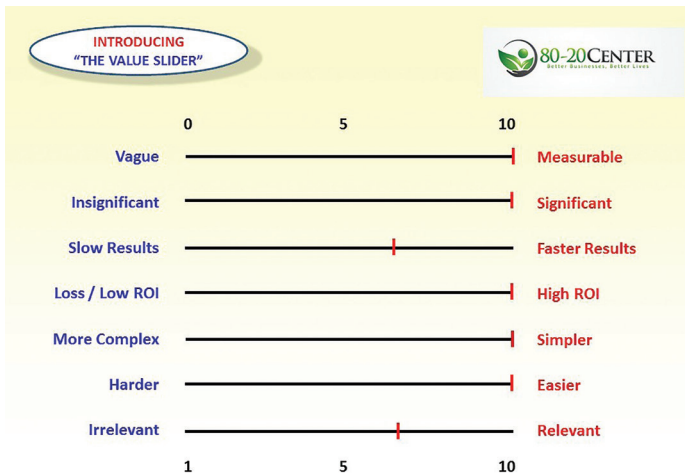 INTRODUCING
“THE VALUE SLIDER”
80-20CENTER
Better Businesses, Better Lives
0 5 10
Vague Measurable
Insignificant Significant
Slow Results Faster Results
Loss / Low ROI High ROI
More Complex Simpler
Harder Easier
Irrelevant Relevant
1 5 10